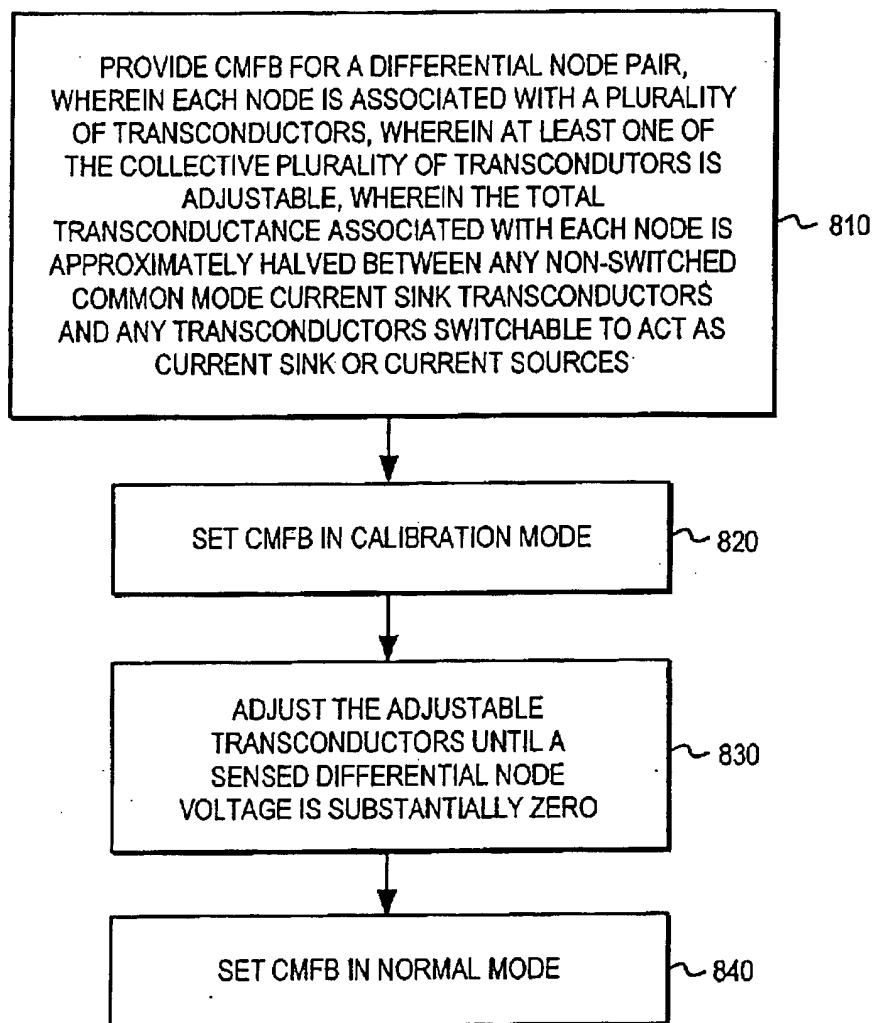 PROVIDE CMFB FOR A DIFFERENTIAL NODE PAIR,
WHEREIN EACH NODE IS ASSOCIATED WITH A PLURALITY
OF TRANSCONDUCTORS, WHEREIN AT LEAST ONE OF
THE COLLECTIVE PLURALITY OF TRANSCONDUTORS IS
ADJUSTABLE, WHEREIN THE TOTAL
TRANSCONDUCTANCE ASSOCIATED WITH EACH NODE IS
APPROXIMATELY HALVED BETWEEN ANY NON-SWITCHED
COMMON MODE CURRENT SINK TRANSCONDUCTORS
AND ANY TRANSCONDUCTORS SWITCHABLE TO ACT AS
CURRENT SINK OR CURRENT SOURCES
810
SET CMFB IN CALIBRATION MODE
820
ADJUST THE ADJUSTABLE
TRANSCONDUCTORS UNTIL A
SENSED DIFFERENTIAL NODE
VOLTAGE IS SUBSTANTIALLY ZERO
830
SET CMFB IN NORMAL MODE
840